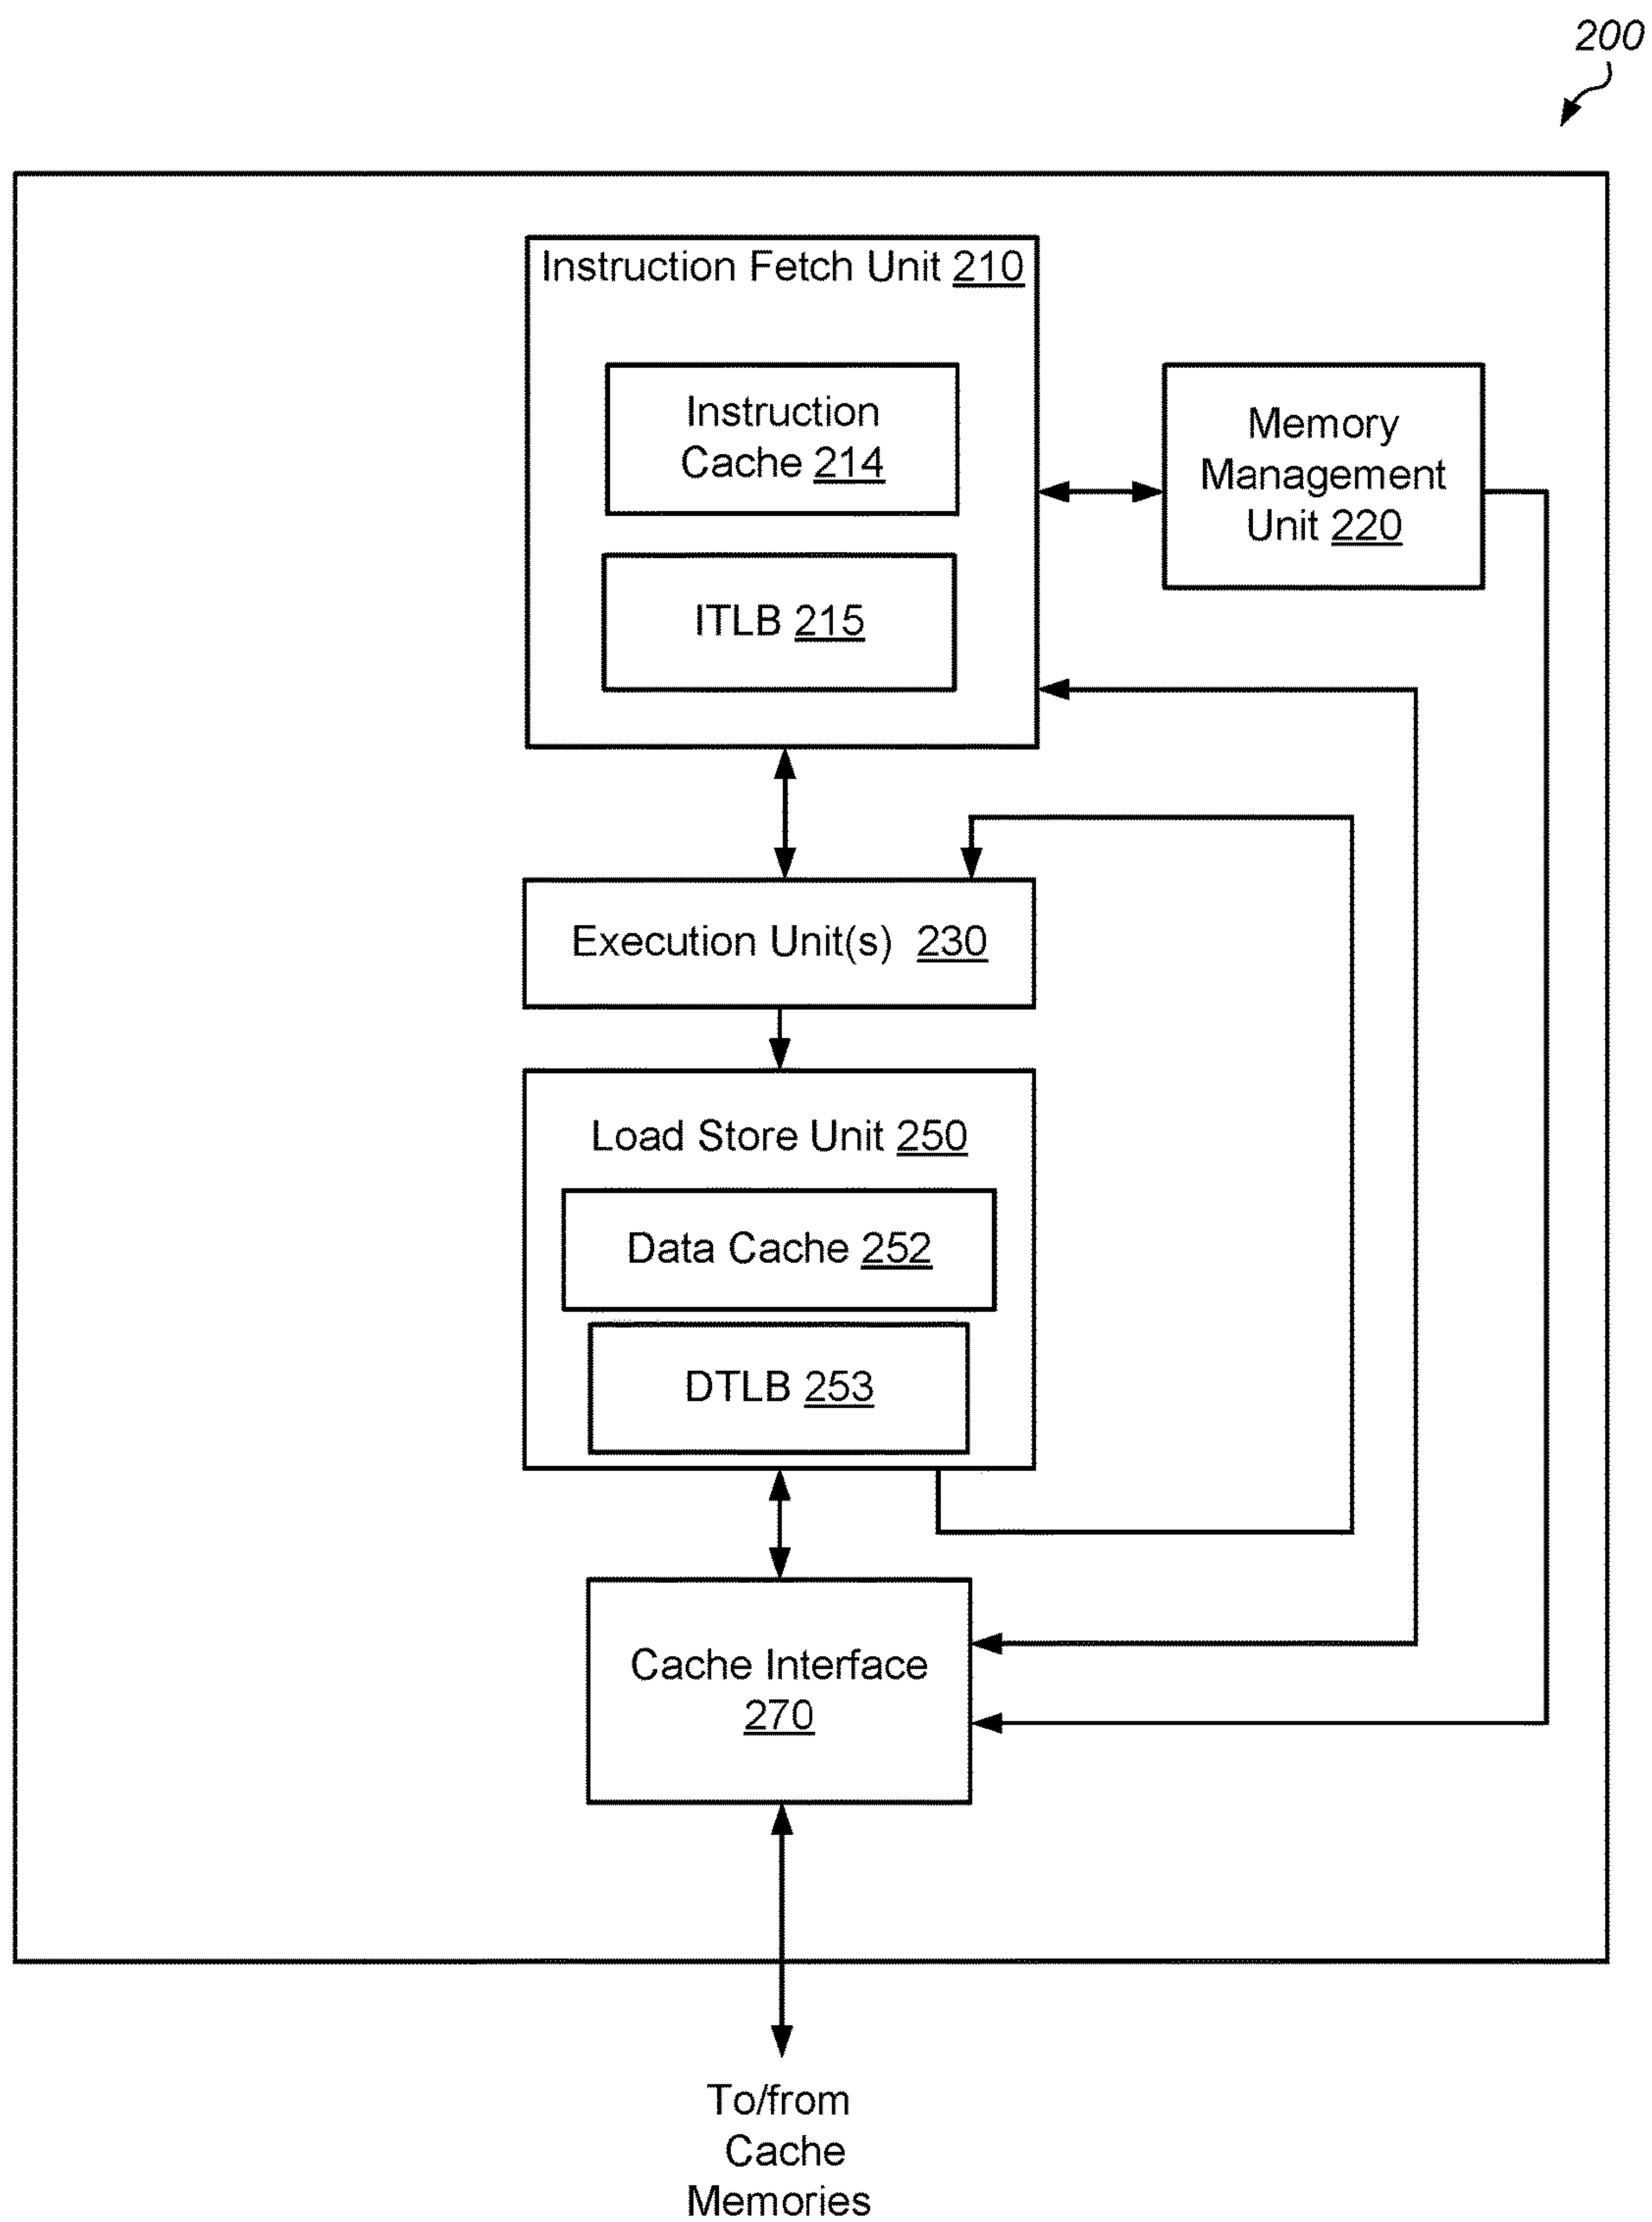 200
Instruction Fetch Unit 210
Instruction
Cache 214
Memory
Management
Unit 220
ITLB 215
Execution Unit(s) 230
Load Store Unit 250
Data Cache 252
DTLB 253
Cache Interface
270
To/from
Cache
Memories